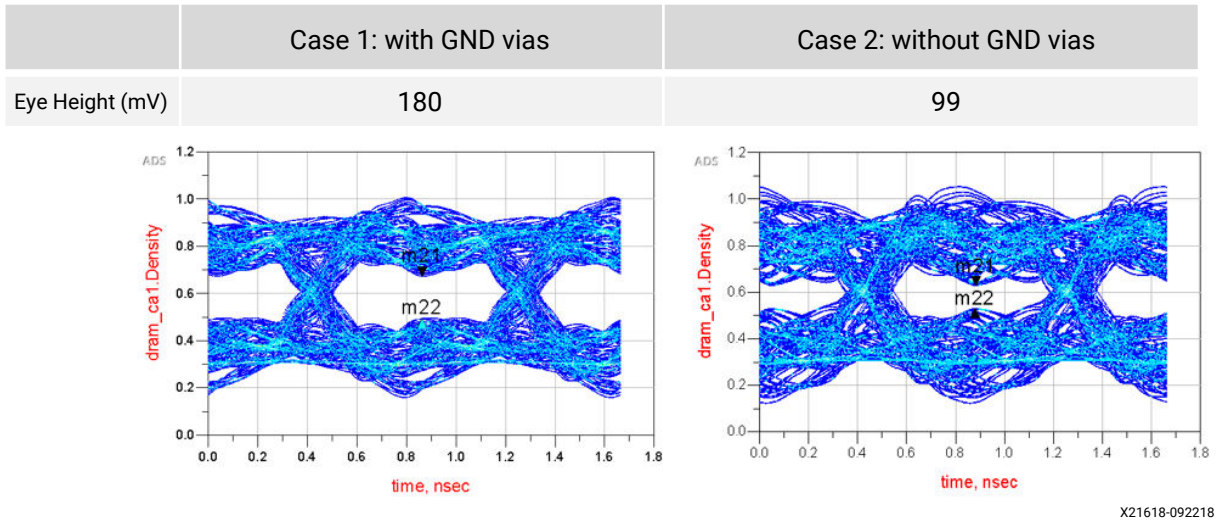 Case 1: with GND vias
Case 2: without GND vias
Eye Height (mV)
180
99
ADS
1.2
1.0
0.8
0.6
0.4
0.2
0.0
dram_ca1.Density
m21
m22
0.0 0.2 0.4 0.6 0.8 1.0 1.2 1.4 1.6 1.8
time, nsec
ADS
1.2
1.0
0.8
0.6
0.4
0.2
0.0
dram_ca1.Density
m21
m22
0.0 0.2 0.4 0.6 0.8 1.0 1.2 1.4 1.6 1.8
time, nsec
X21618-092218